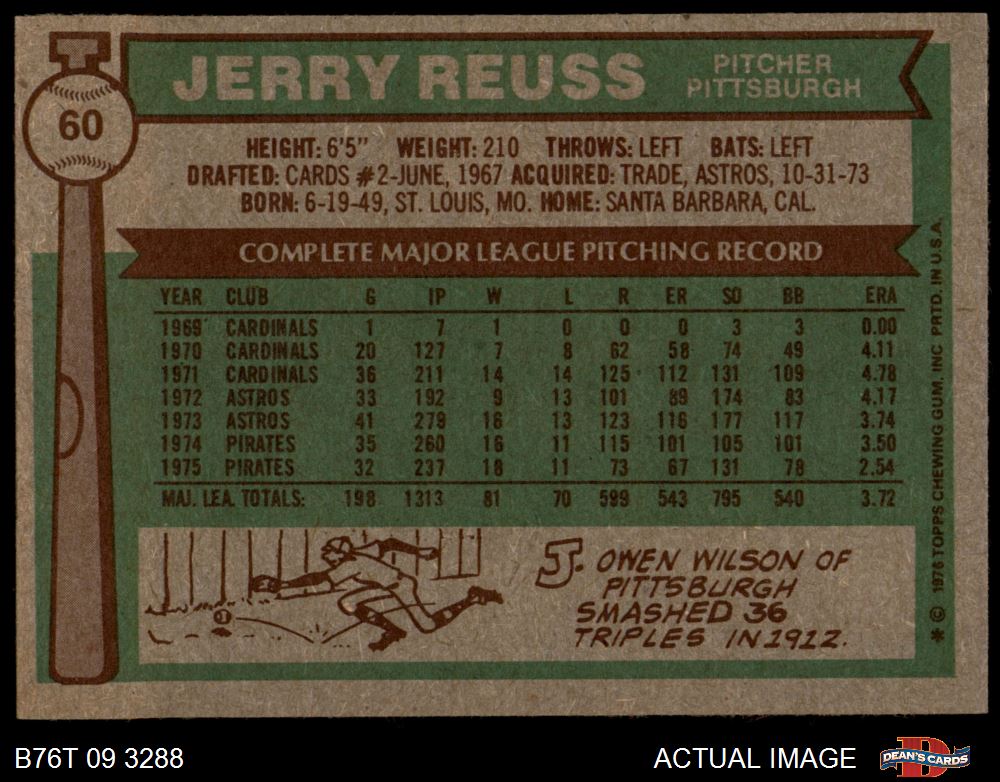 60
JERRY REUSS
PITCHER
PITTSBURGH
HEIGHT: 6'5" WEIGHT: 210 THROWS: LEFT BATS: LEFT
DRAFTED: CARDS #2-JUNE, 1967 ACQUIRED: TRADE, ASTROS, 10-31-73
BORN: 6-19-49, ST. LOUIS, MO. HOME: SANTA BARBARA, CAL.
COMPLETE MAJOR LEAGUE PITCHING RECORD
YEAR CLUB G IP W L R ER SO BB ERA
1969 CARDINALS 1 7 1 0 0 0 3 3 0.00
1970 CARDINALS 20 127 7 8 62 58 74 49 4.11
1971 CARDINALS 36 211 14 14 125 112 131 109 4.78
1972 ASTROS 33 192 9 13 101 89 174 83 4.17
1973 ASTROS 41 279 16 13 123 116 177 117 3.74
1974 PIRATES 35 260 16 11 115 101 105 101 3.50
1975 PIRATES 32 237 18 11 73 67 131 78 2.54
MAJ. LEA. TOTALS: 198 1313 81 70 599 543 795 540 3.72
J. OWEN WILSON OF
PITTSBURGH
SMASHED 36
TRIPLES IN 1912.
* © 1976 TOPPS CHEWING GUM, INC PRTD. IN U.S.A.
B76T 09 3288
ACTUAL IMAGE
DEAN'S CARDS